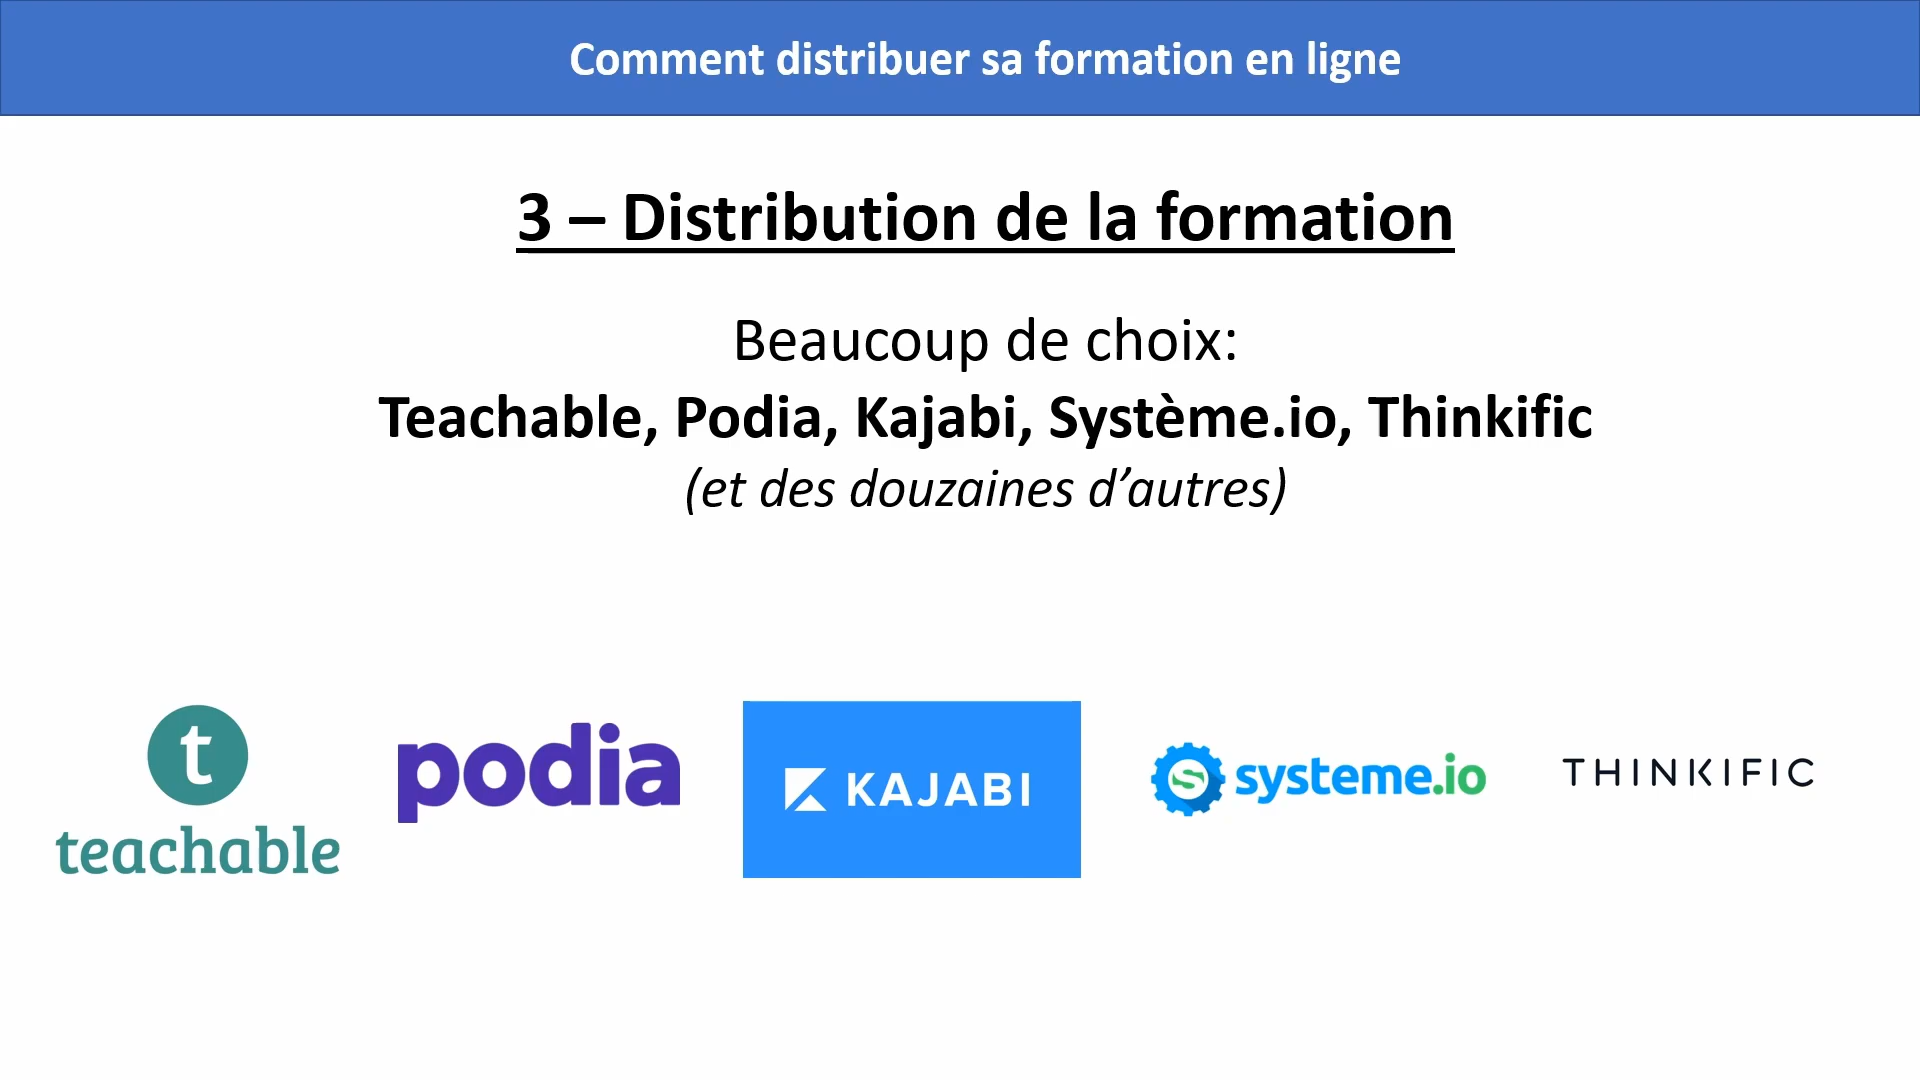 Comment distribuer sa formation en ligne
3 – Distribution de la formation
Beaucoup de choix:
Teachable, Podia, Kajabi, Système.io, Thinkific
(et des douzaines d’autres)
t
teachable
podia
KAJABI
S systeme.io
THINKIFIC